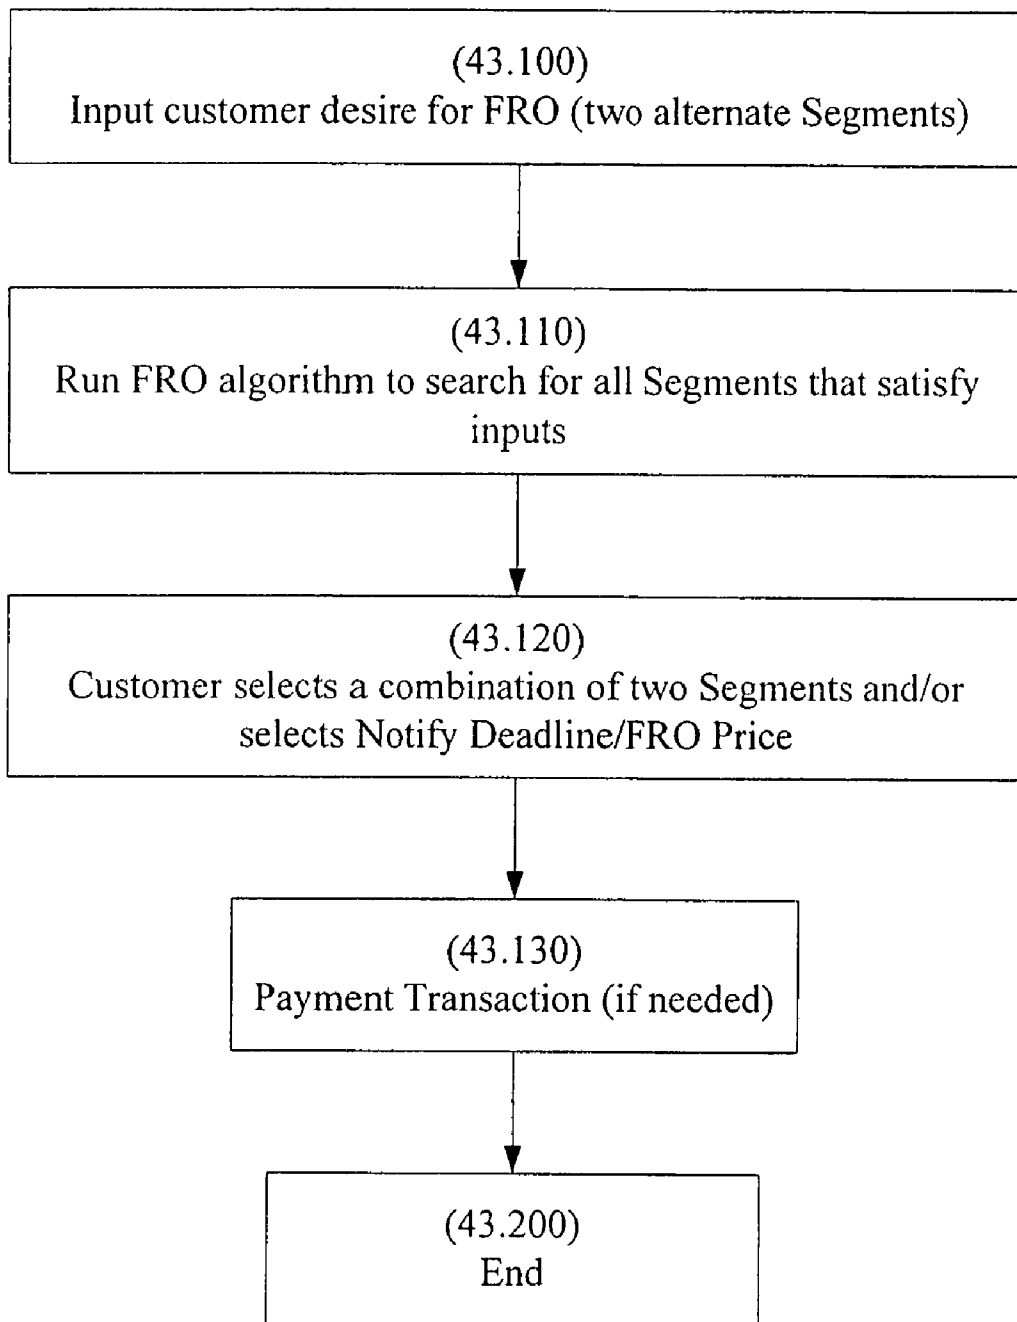 (43.100)
Input customer desire for FRO (two alternate Segments)
(43.110)
Run FRO algorithm to search for all Segments that satisfy
inputs
(43.120)
Customer selects a combination of two Segments and/or
selects Notify Deadline/FRO Price
(43.130)
Payment Transaction (if needed)
(43.200)
End